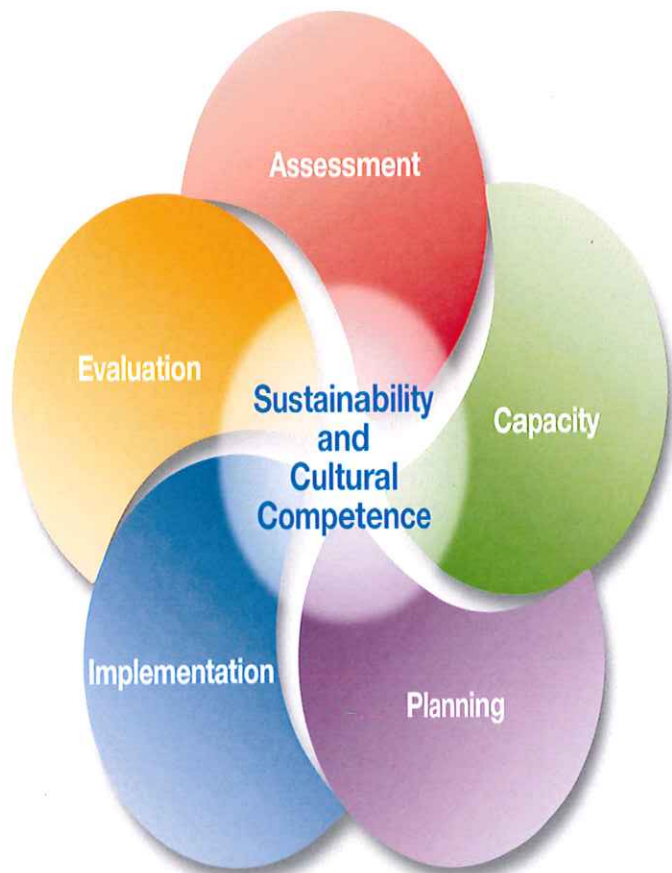 Assessment
Capacity
Planning
Implementation
Evaluation
Sustainability
and
Cultural
Competence